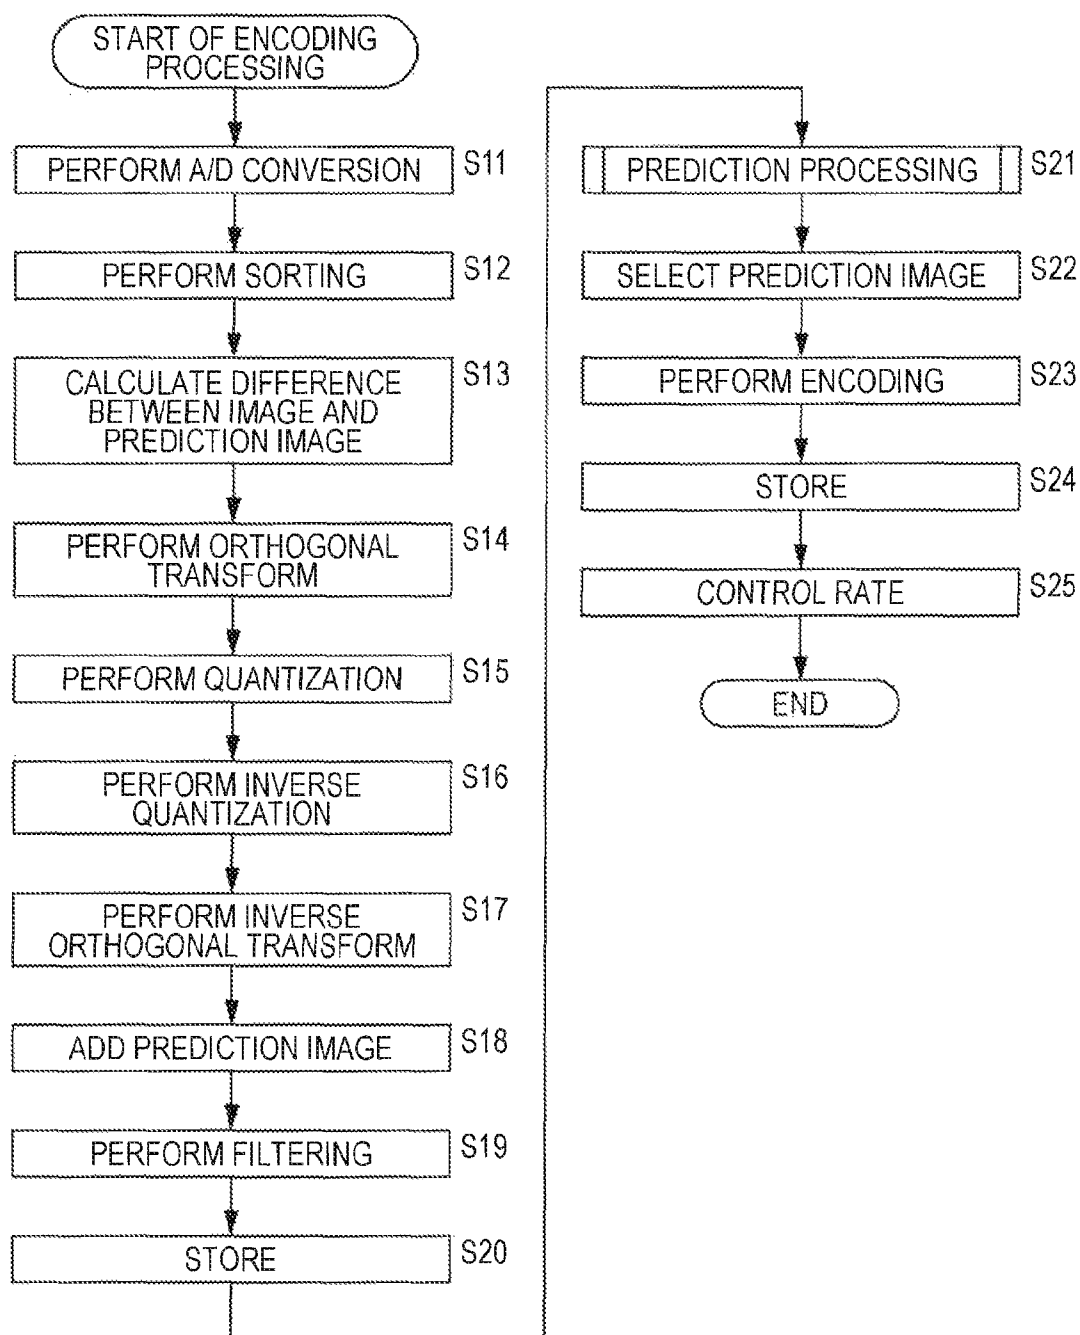 START OF ENCODING
PROCESSING
PERFORM A/D CONVERSION
S11
PERFORM SORTING
S12
CALCULATE DIFFERENCE
BETWEEN IMAGE AND
PREDICTION IMAGE
S13
PERFORM ORTHOGONAL
TRANSFORM
S14
PERFORM QUANTIZATION
S15
PERFORM INVERSE
QUANTIZATION
S16
PERFORM INVERSE
ORTHOGONAL TRANSFORM
S17
ADD PREDICTION IMAGE
S18
PERFORM FILTERING
S19
STORE
S20
PREDICTION PROCESSING
S21
SELECT PREDICTION IMAGE
S22
PERFORM ENCODING
S23
STORE
S24
CONTROL RATE
S25
END